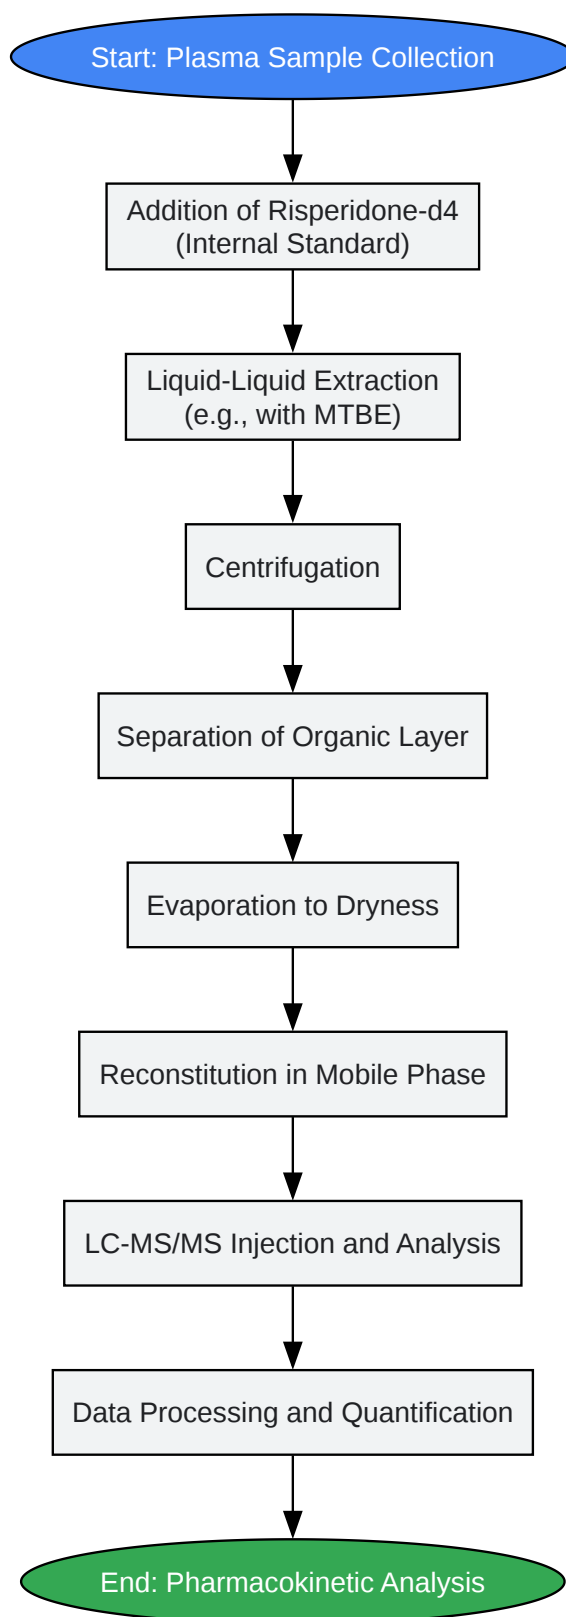 Start: Plasma Sample Collection
Addition of Risperidone-d4
(Internal Standard)
Liquid-Liquid Extraction
(e.g., with MTBE)
Centrifugation
Separation of Organic Layer
Evaporation to Dryness
Reconstitution in Mobile Phase
LC-MS/MS Injection and Analysis
Data Processing and Quantification
End: Pharmacokinetic Analysis